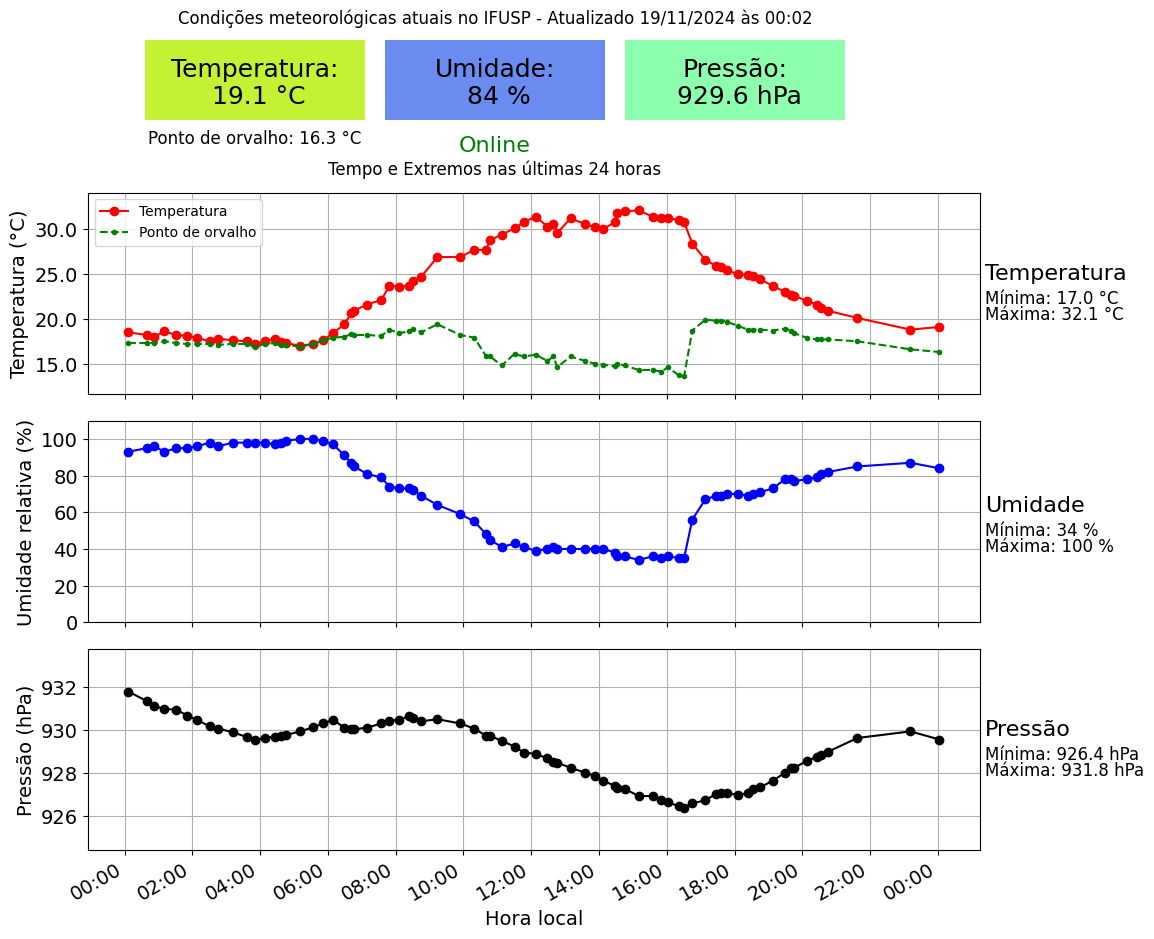 Condições meteorológicas atuais no IFUSP - Atualizado 19/11/2024 às 00:02
Temperatura:
19.1 °C
Umidade:
84 %
Pressão:
929.6 hPa
Ponto de orvalho: 16.3 °C
Online
Tempo e Extremos nas últimas 24 horas
Temperatura (°C)
30.0
25.0
20.0
15.0
Temperatura
Ponto de orvalho
Temperatura
Mínima: 17.0 °C
Máxima: 32.1 °C
Umidade relativa (%)
100
80
60
40
20
0
Umidade
Mínima: 34 %
Máxima: 100 %
Pressão (hPa)
932
930
928
926
Pressão
Mínima: 926.4 hPa
Máxima: 931.8 hPa
00:00 02:00 04:00 06:00 08:00 10:00 12:00 14:00 16:00 18:00 20:00 22:00 00:00
Hora local